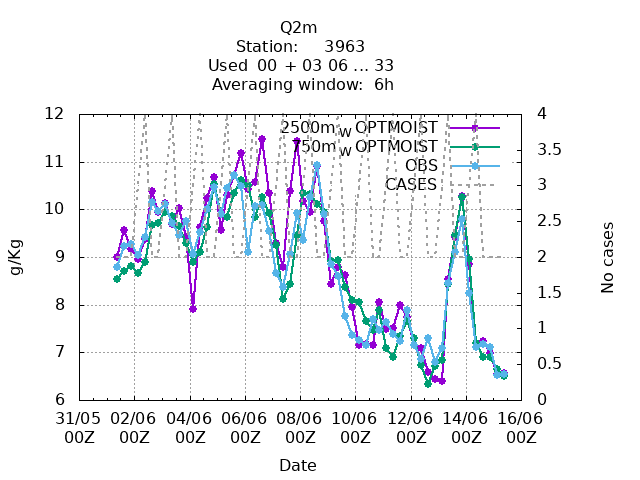 Q2m
Station: 3963
Used 00 + 03 06 ... 33
Averaging window: 6h
2500m_W OPTMOIST
750m_W OPTMOIST
OBS
CASES
g/Kg
12
11
10
9
8
7
6
No cases
4
3.5
3
2.5
2
1.5
1
0.5
0
31/05 02/06 04/06 06/06 08/06 10/06 12/06 14/06 16/06
00Z 00Z 00Z 00Z 00Z 00Z 00Z 00Z 00Z
Date